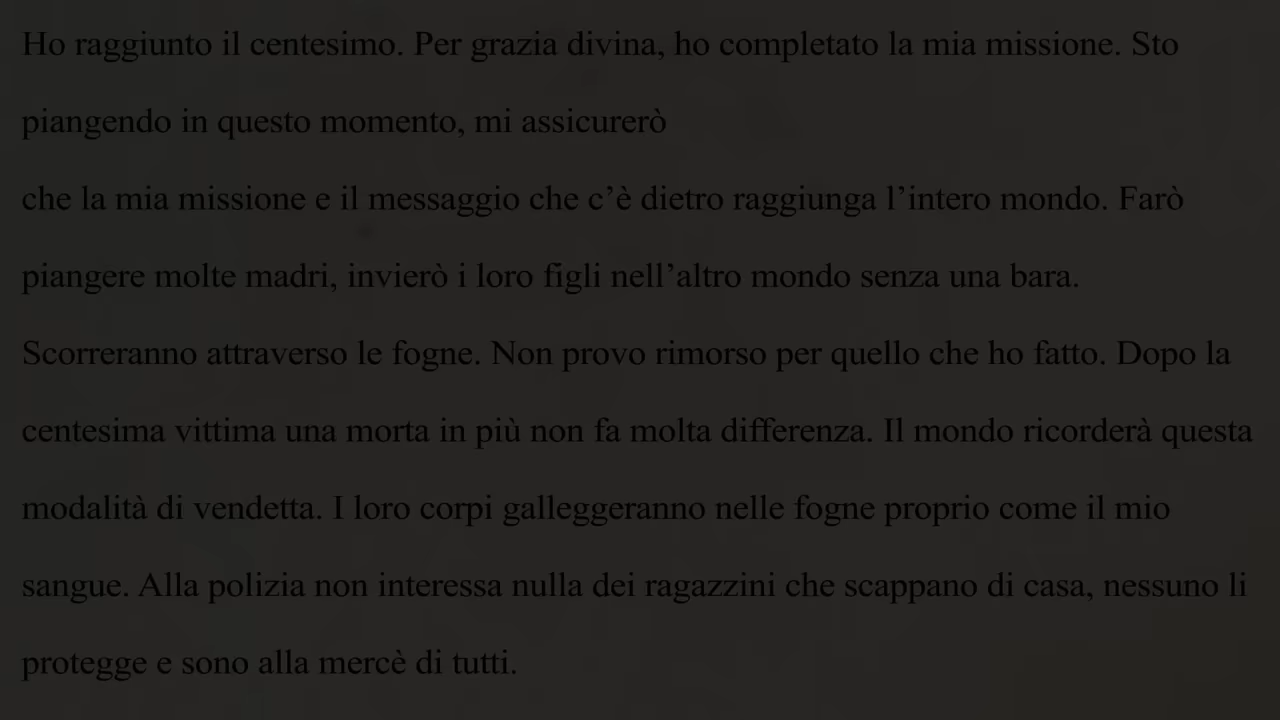 Ho raggiunto il centesimo. Per grazia divina, ho completato la mia missione. Sto
piangendo in questo momento, mi assicurerò
che la mia missione e il messaggio che c’è dietro raggiunga l’intero mondo. Farò
piangere molte madri, invierò i loro figli nell’altro mondo senza una bara.
Scorreranno attraverso le fogne. Non provo rimorso per quello che ho fatto. Dopo la
centesima vittima una morta in più non fa molta differenza. Il mondo ricorderà questa
modalità di vendetta. I loro corpi galleggeranno nelle fogne proprio come il mio
sangue. Alla polizia non interessa nulla dei ragazzini che scappano di casa, nessuno li
protegge e sono alla mercè di tutti.